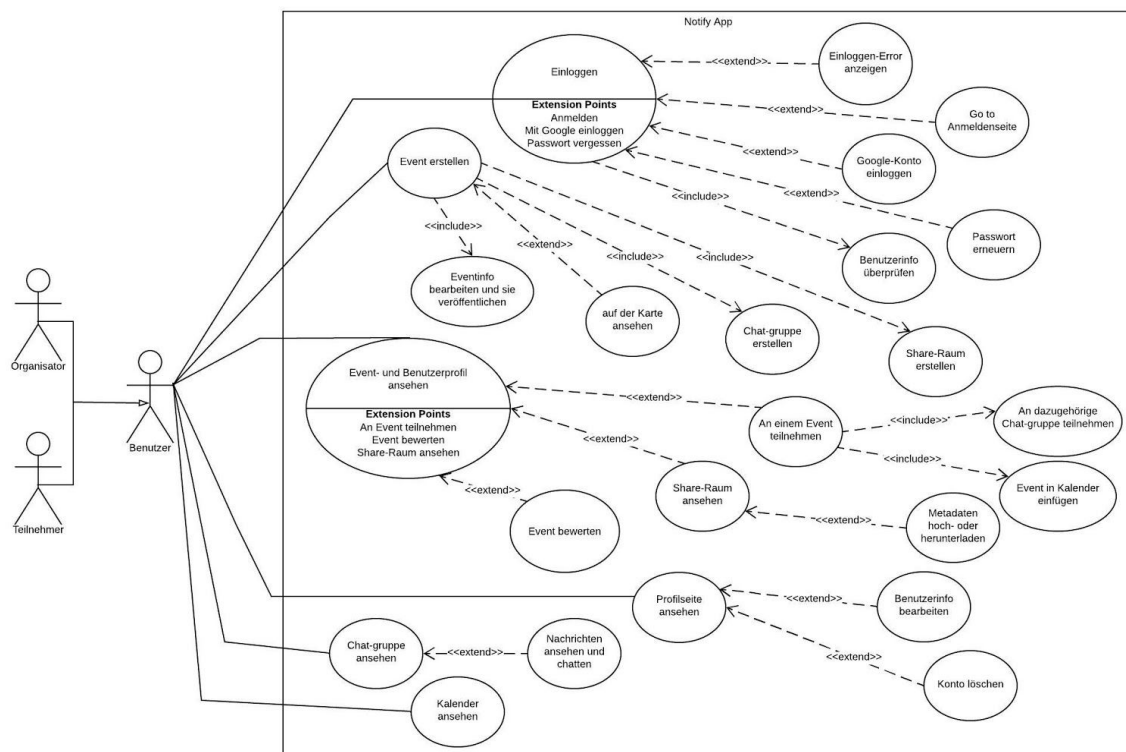 Notify App
Einloggen
Extension Points
Anmelden
Mit Google einloggen
Passwort vergessen
<<extend>>
Einloggen-Error
anzeigen
<<extend>>
Go to
Anmeldenseite
<<extend>>
Google-Konto
einloggen
<<extend>>
Passwort
erneuern
<<include>>
Benutzerinfo
überprüfen
Event erstellen
<<include>>
Eventinfo
bearbeiten und sie
veröffentlichen
<<extend>>
auf der Karte
ansehen
<<include>>
Chat-gruppe
erstellen
<<include>>
Share-Raum
erstellen
Organisator
Benutzer
Teilnehmer
Event- und Benutzerprofil
ansehen
Extension Points
An Event teilnehmen
Event bewerten
Share-Raum ansehen
<<extend>>
An einem Event
teilnehmen
<<include>>
An dazugehörige
Chat-gruppe teilnehmen
<<include>>
Event in Kalender
einfügen
<<extend>>
Share-Raum
ansehen
<<extend>>
Metadaten
hoch- oder
herunterladen
<<extend>>
Event bewerten
Profilseite
ansehen
<<extend>>
Benutzerinfo
bearbeiten
<<extend>>
Konto löschen
Chat-gruppe
ansehen
<<extend>>
Nachrichten
ansehen und
chatten
Kalender
ansehen